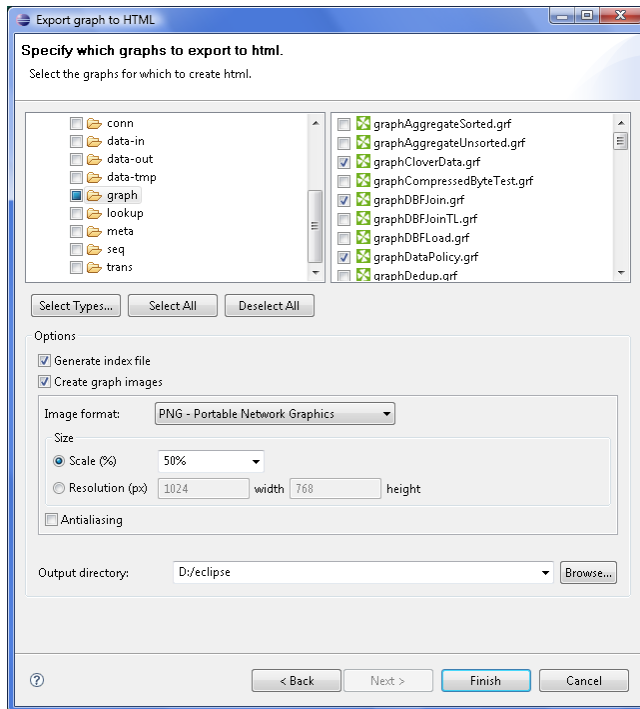 Export graph to HTML
Specify which graphs to export to html.
Select the graphs for which to create html.
conn
data-in
data-out
data-tmp
graph
lookup
meta
seq
trans
graphAggregateSorted.grf
graphAggregateUnsorted.grf
graphCloverData.grf
graphCompressedByteTest.grf
graphDBFJoin.grf
graphDBFJoinTL.grf
graphDBFLoad.grf
graphDataPolicy.grf
graphDedup.grf
Select Types... Select All Deselect All
Options
Generate index file
Create graph images
Image format: PNG - Portable Network Graphics
Size
Scale (%) 50%
Resolution (px) 1024 width 768 height
Antialiasing
Output directory: D:/eclipse Browse...
? < Back Next > Finish Cancel